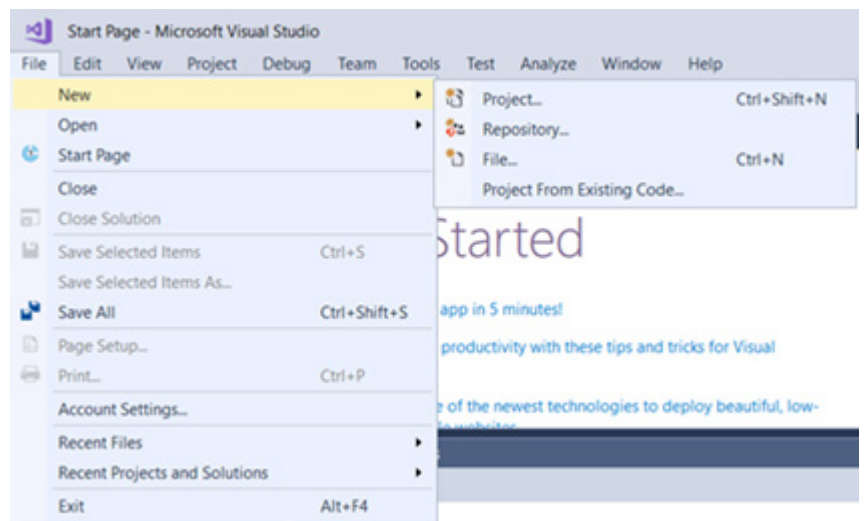 Start Page - Microsoft Visual Studio
File Edit View Project Debug Team Tools Test Analyze Window Help
New
Open
Start Page
Close
Close Solution
Save Selected Items Ctrl+S
Save Selected Items As...
Save All Ctrl+Shift+S
Page Setup...
Print... Ctrl+P
Account Settings...
Recent Files
Recent Projects and Solutions
Exit Alt+F4
Project... Ctrl+Shift+N
Repository...
File... Ctrl+N
Project From Existing Code...
Started
app in 5 minutes!
productivity with these tips and tricks for Visual
of the newest technologies to deploy beautiful, low-
websites